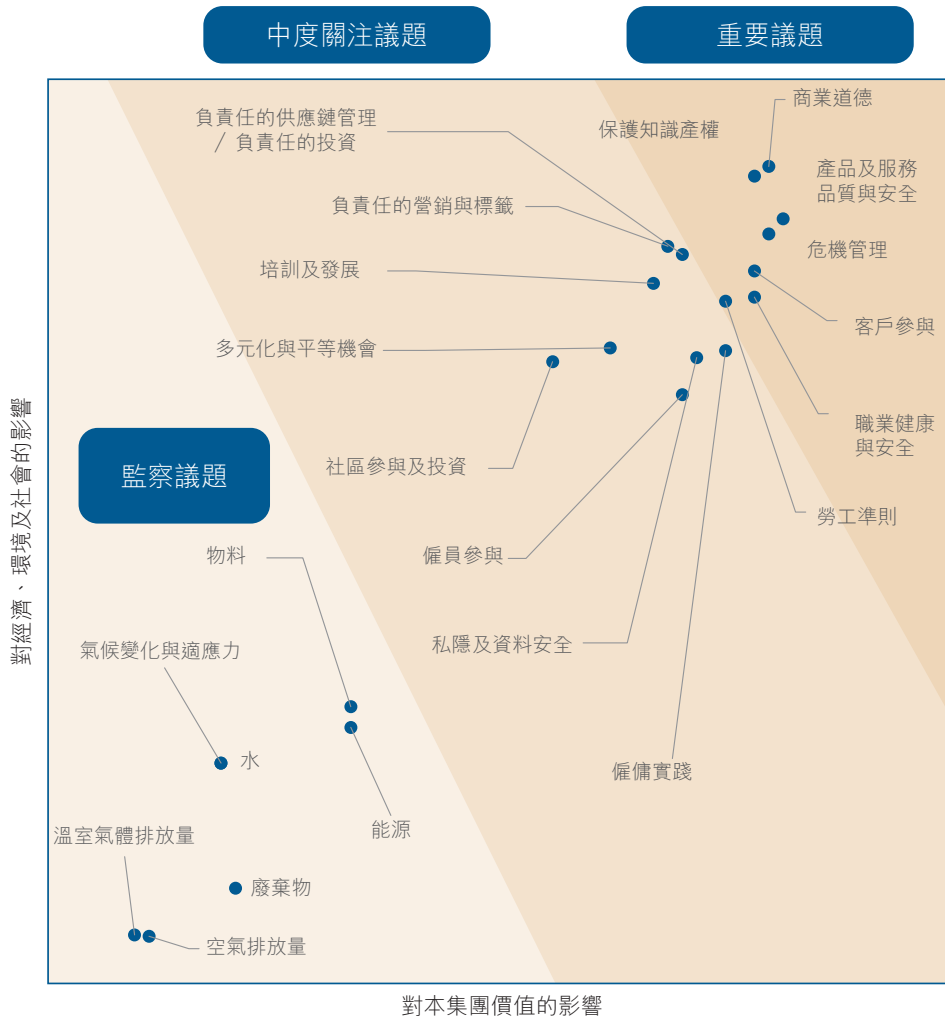 中度關注議題
重要議題
商業道德
負責任的供應鏈管理
/ 負責任的投資
保護知識產權
產品及服務
品質與安全
負責任的營銷與標籤
危機管理
培訓及發展
客戶參與
多元化與平等機會
職業健康
與安全
監察議題
社區參與及投資
勞工準則
物料
僱員參與
私隱及資料安全
氣候變化與適應力
水
僱傭實踐
能源
溫室氣體排放量
廢棄物
空氣排放量
對經濟、環境及社會的影響
對本集團價值的影響